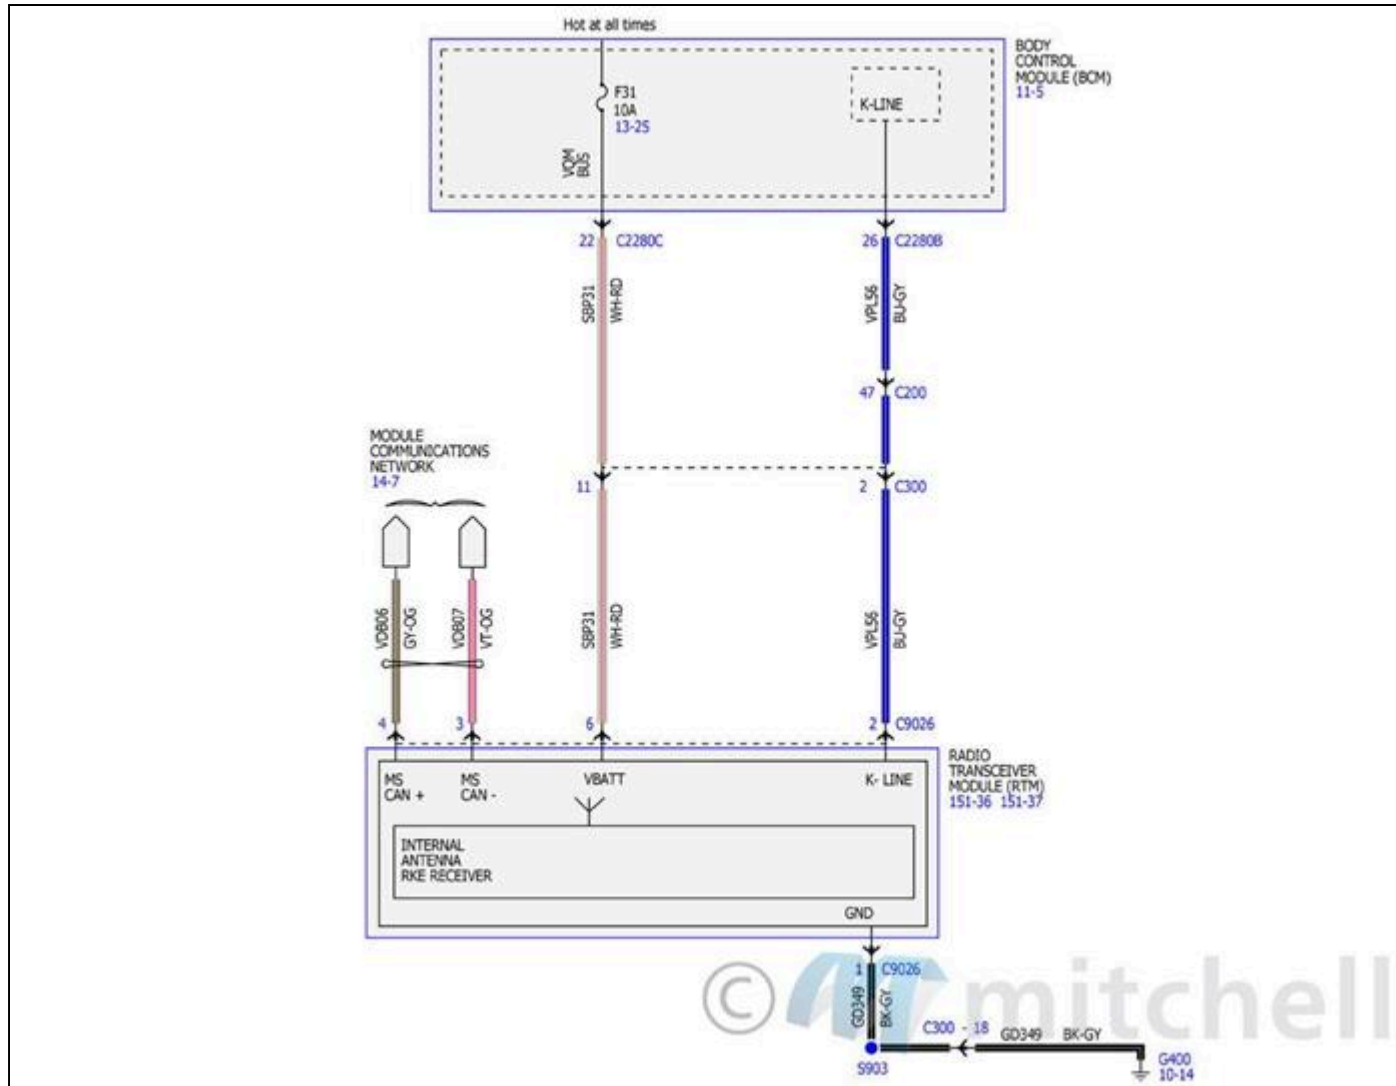 Hot at all times
BODY
CONTROL
MODULE (BCM)
11-5
F31
10A
13-25
K-LINE
VQM
BUS
22 C2280C
26 C2280B
SBP31 WH-RD
VPL56 BU-GY
47 C200
MODULE
COMMUNICATIONS
NETWORK
14-7
11
2 C300
VDB06 GY-OG
VDB07 VT-OG
SBP31 WH-RD
VPL56 BU-GY
4
3
6
2 C9026
RADIO
TRANSCEIVER
MODULE (RTM)
151-36 151-37
MS
CAN +
MS
CAN -
VBATT
K- LINE
INTERNAL
ANTENNA
RKE RECEIVER
GND
1 C9026
GD349 BK-GY
C300 - 18
GD349 BK-GY
S903
G400
10-14
© mitchell